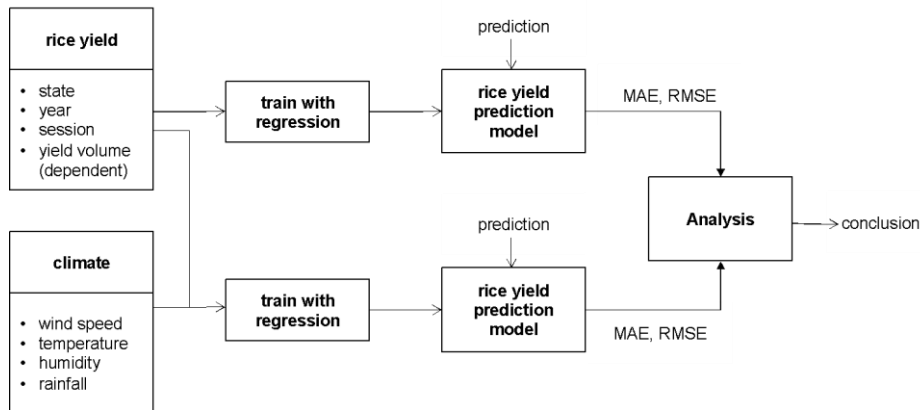 rice yield
• state
• year
• session
• yield volume
(dependent)
train with
regression
prediction
rice yield
prediction
model
MAE, RMSE
Analysis
conclusion
climate
• wind speed
• temperature
• humidity
• rainfall
train with
regression
prediction
rice yield
prediction
model
MAE, RMSE